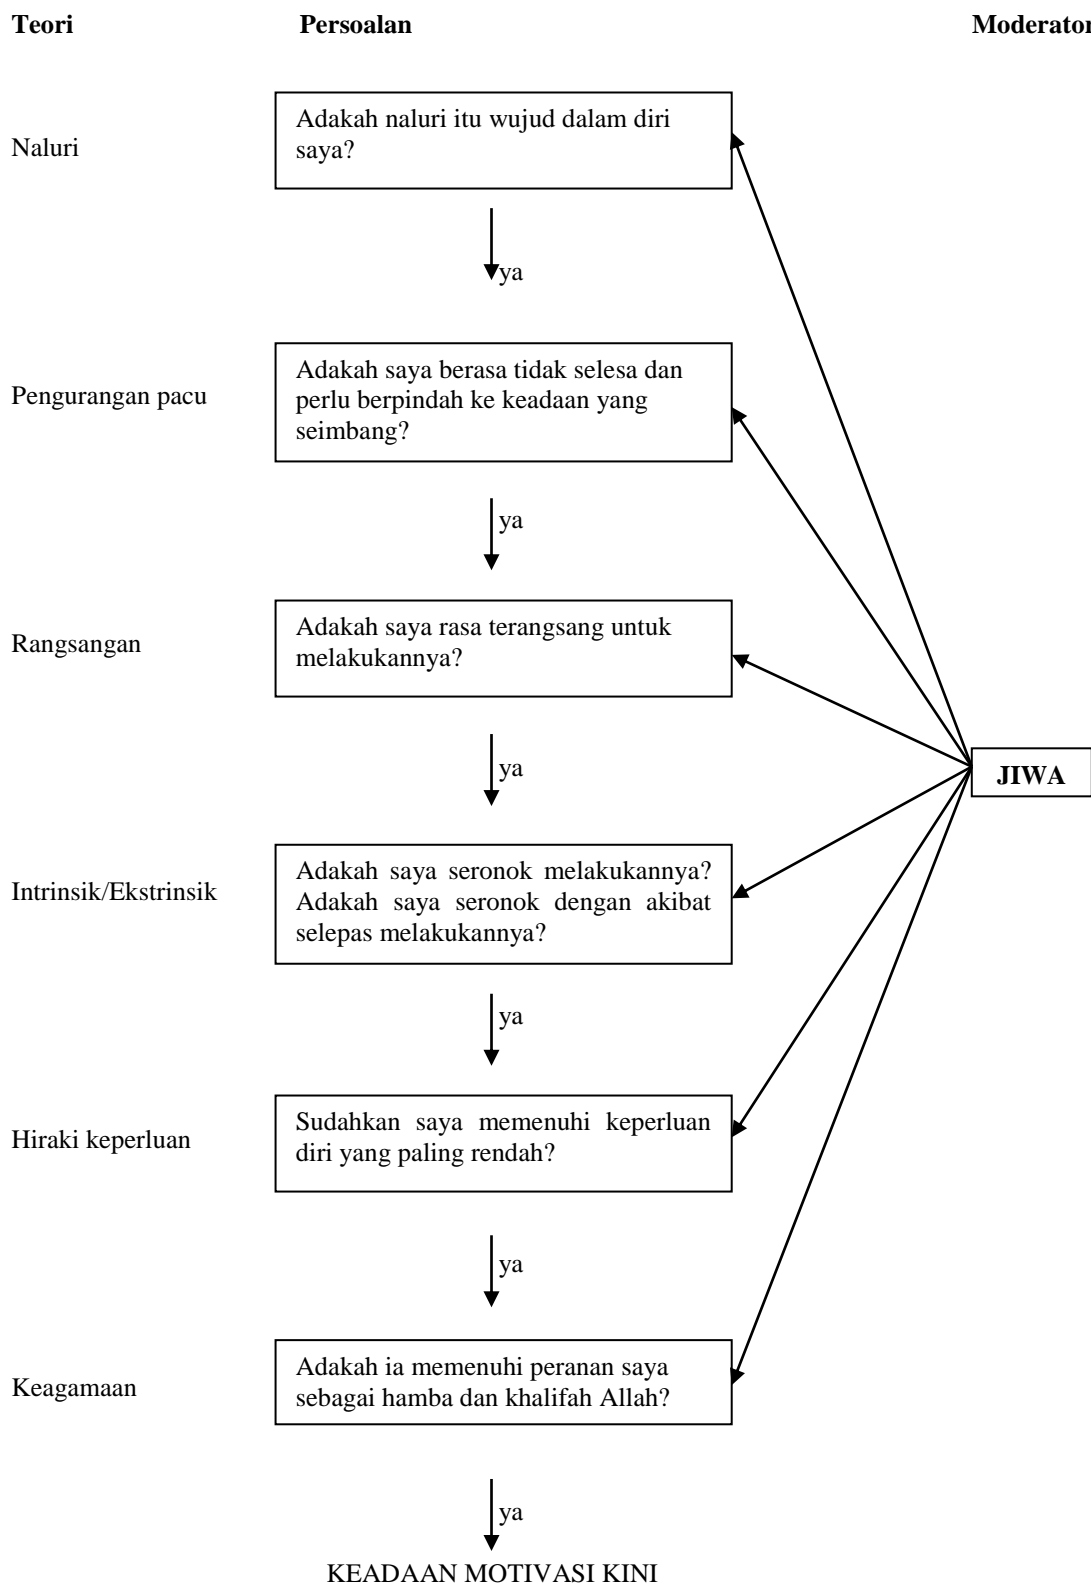 Teori Persoalan Moderator
Adakah naluri itu wujud dalam diri
Naluri
saya?
ya
Adakah saya berasa tidak selesa dan
Pengurangan pacu
perlu berpindah ke keadaan yang
seimbang?
ya
Rangsangan
Adakah saya rasa terangsang untuk
melakukannya?
ya
JIWA
Adakah saya seronok melakukannya?
Intrinsik/Ekstrinsik
Adakah saya seronok dengan akibat
selepas melakukannya?
ya
Hiraki keperluan
Sudahkan saya memenuhi keperluan
diri yang paling rendah?
ya
Keagamaan
Adakah ia memenuhi peranan saya
sebagai hamba dan khalifah Allah?
ya
KEADAAN MOTIVASI KINI